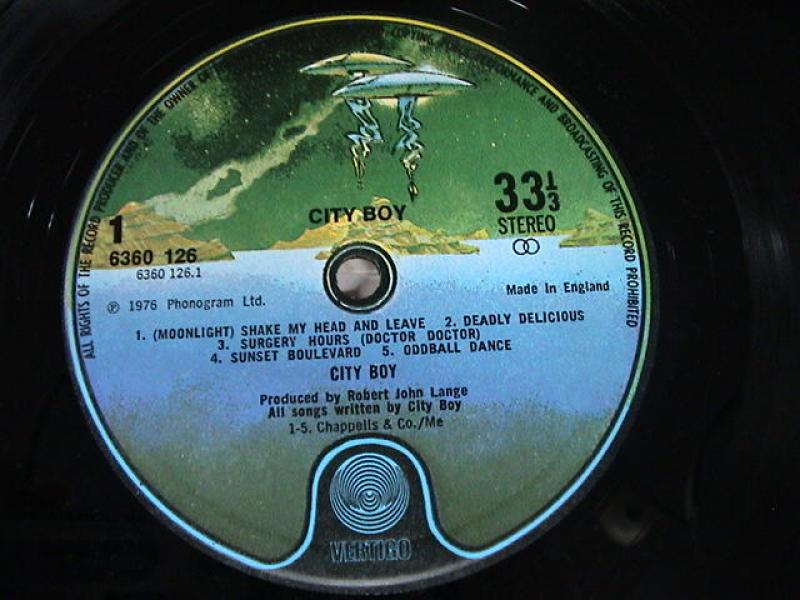 ALL RIGHTS OF THE RECORD PRODUCER AND OF THE OWNER OF
COPYING PUBLIC PERFORMANCE AND BROADCASTING OF THIS RECORD PROHIBITED
CITY BOY
33⅓
STEREO
1
6360 126
6360 126.1
Made In England
℗ 1976 Phonogram Ltd.
1. (MOONLIGHT) SHAKE MY HEAD AND LEAVE 2. DEADLY DELICIOUS
3. SURGERY HOURS (DOCTOR DOCTOR)
4. SUNSET BOULEVARD 5. ODDBALL DANCE
CITY BOY
Produced by Robert John Lange
All songs written by City Boy
1-5. Chappells & Co./Me
VERTIGO